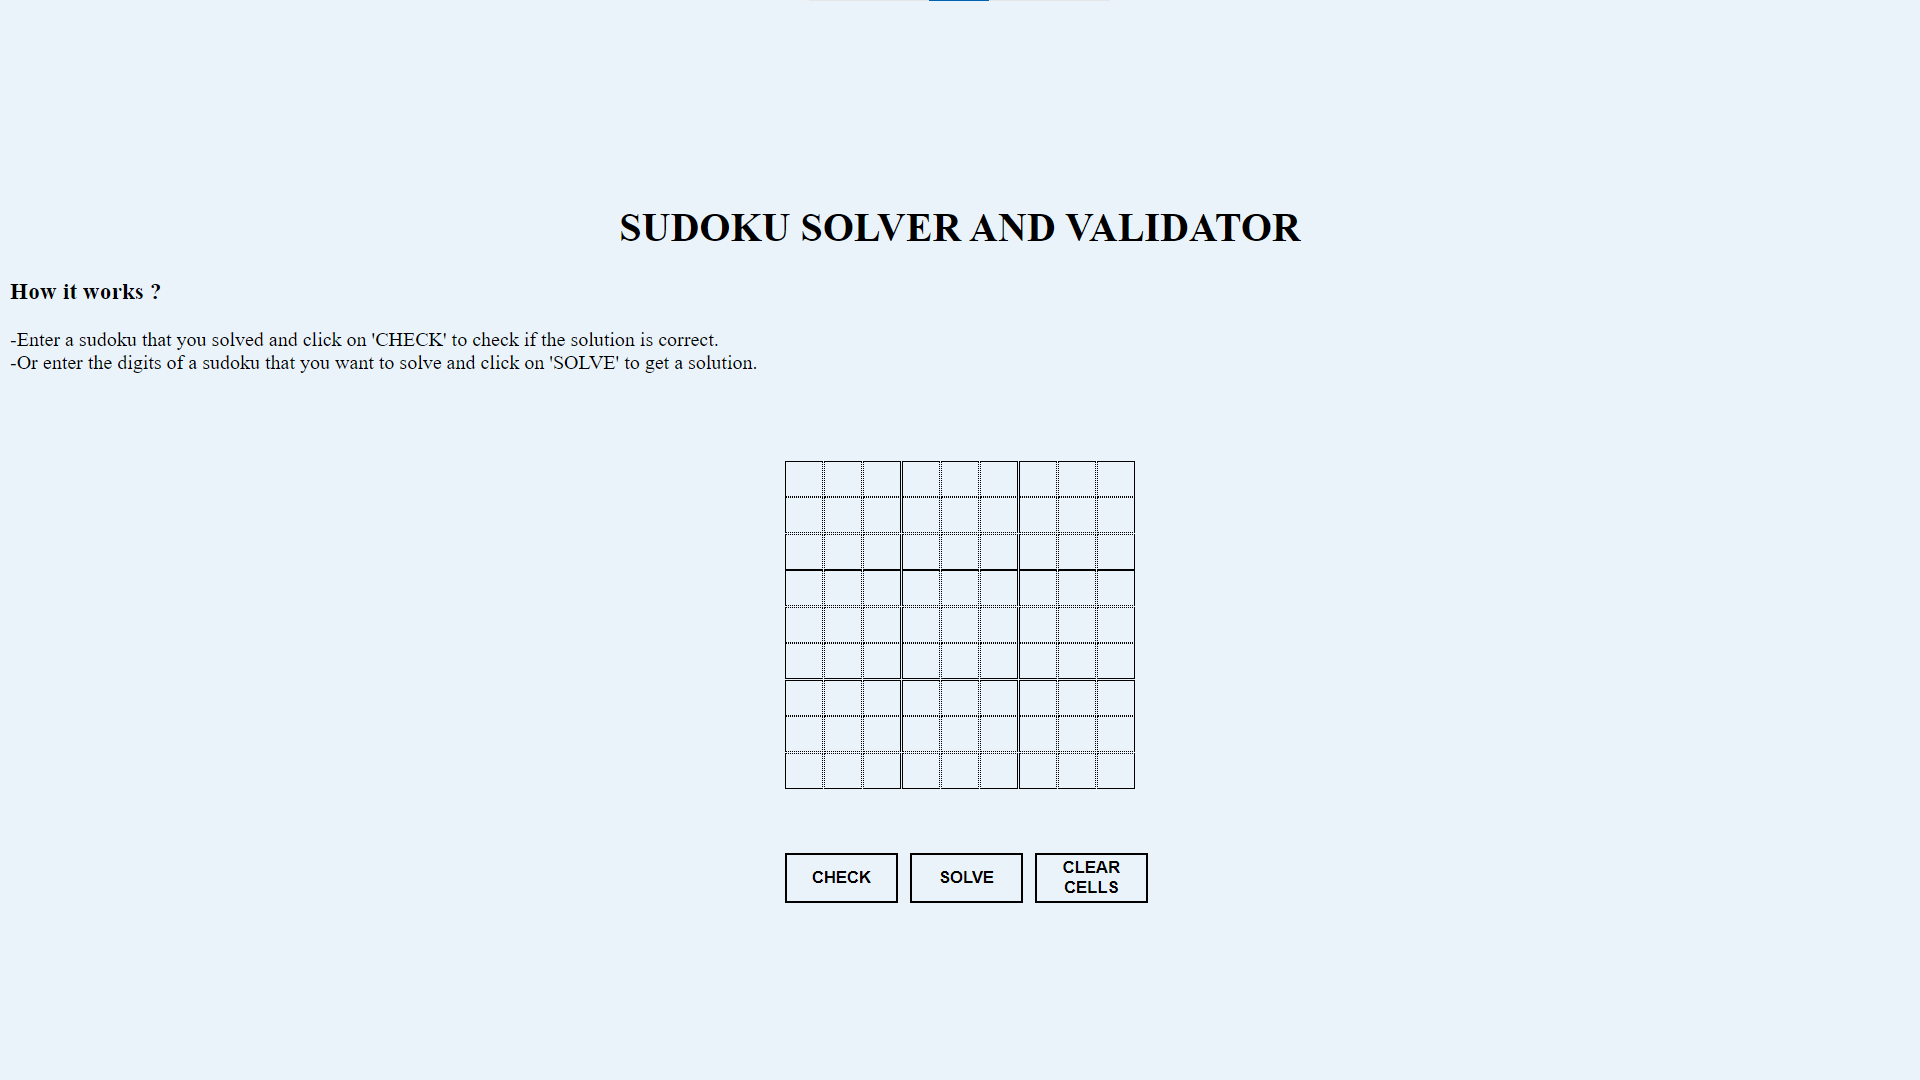 SUDOKU SOLVER AND VALIDATOR
How it works ?
-Enter a sudoku that you solved and click on 'CHECK' to check if the solution is correct.
-Or enter the digits of a sudoku that you want to solve and click on 'SOLVE' to get a solution.
CHECK
SOLVE
CLEAR
CELLS